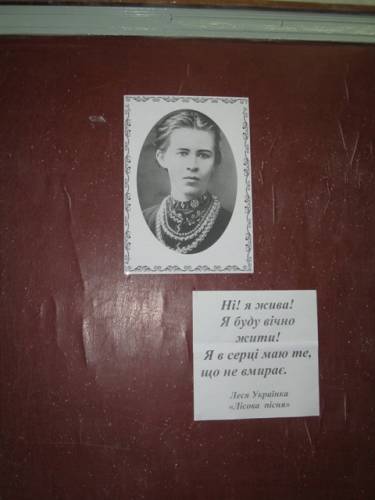 Ні! я жива!
Я буду вічно
жити!
Я в серці маю те,
що не вмирає.
Леся Українка
«Лісова пісня»